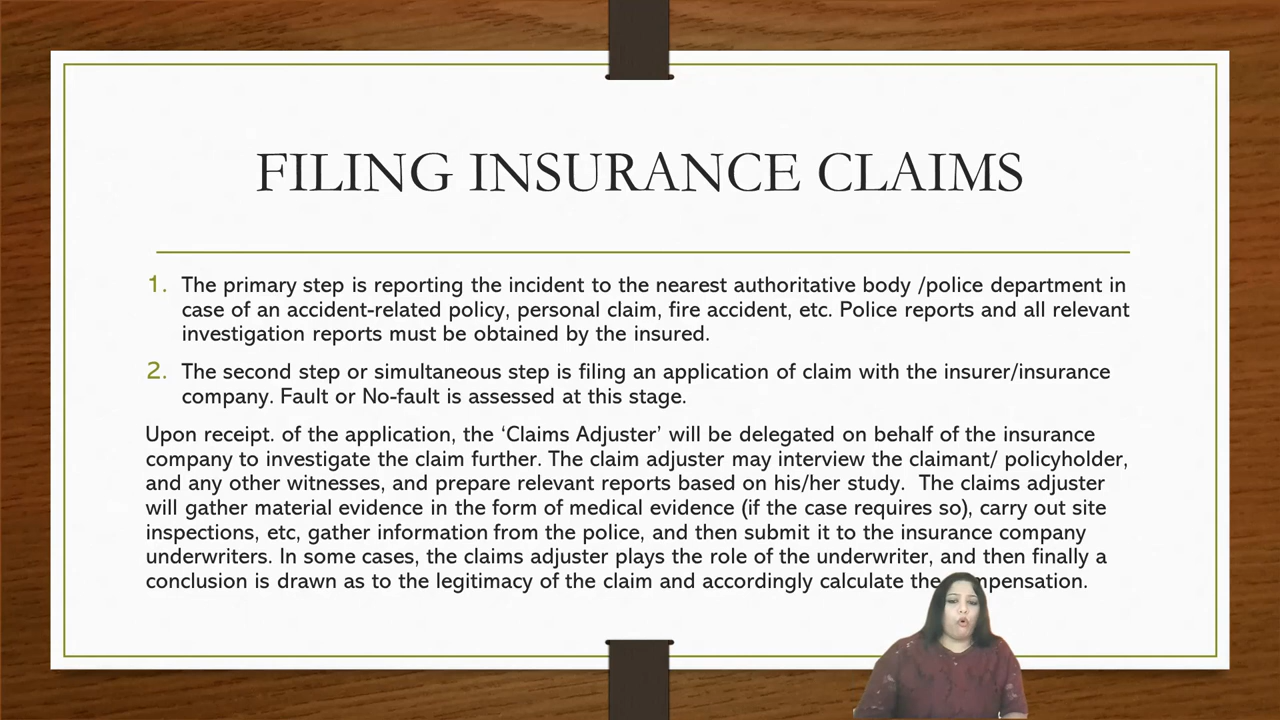 FILING INSURANCE CLAIMS
1. The primary step is reporting the incident to the nearest authoritative body /police department in
case of an accident-related policy, personal claim, fire accident, etc. Police reports and all relevant
investigation reports must be obtained by the insured.
2. The second step or simultaneous step is filing an application of claim with the insurer/insurance
company. Fault or No-fault is assessed at this stage.
Upon receipt. of the application, the ‘Claims Adjuster’ will be delegated on behalf of the insurance
company to investigate the claim further. The claim adjuster may interview the claimant/ policyholder,
and any other witnesses, and prepare relevant reports based on his/her study.  The claims adjuster
will gather material evidence in the form of medical evidence (if the case requires so), carry out site
inspections, etc, gather information from the police, and then submit it to the insurance company
underwriters. In some cases, the claims adjuster plays the role of the underwriter, and then finally a
conclusion is drawn as to the legitimacy of the claim and accordingly calculate the